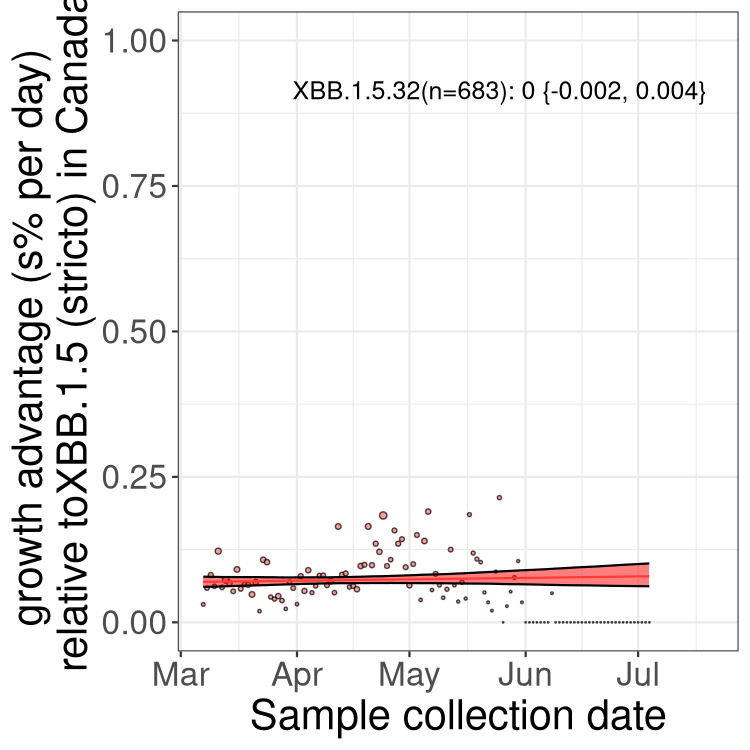 growth advantage (s% per day)
relative toXBB.1.5 (stricto) in Canada
1.00
0.75
0.50
0.25
0.00
XBB.1.5.32(n=683): 0 {-0.002, 0.004}
Mar Apr May Jun Jul
Sample collection date